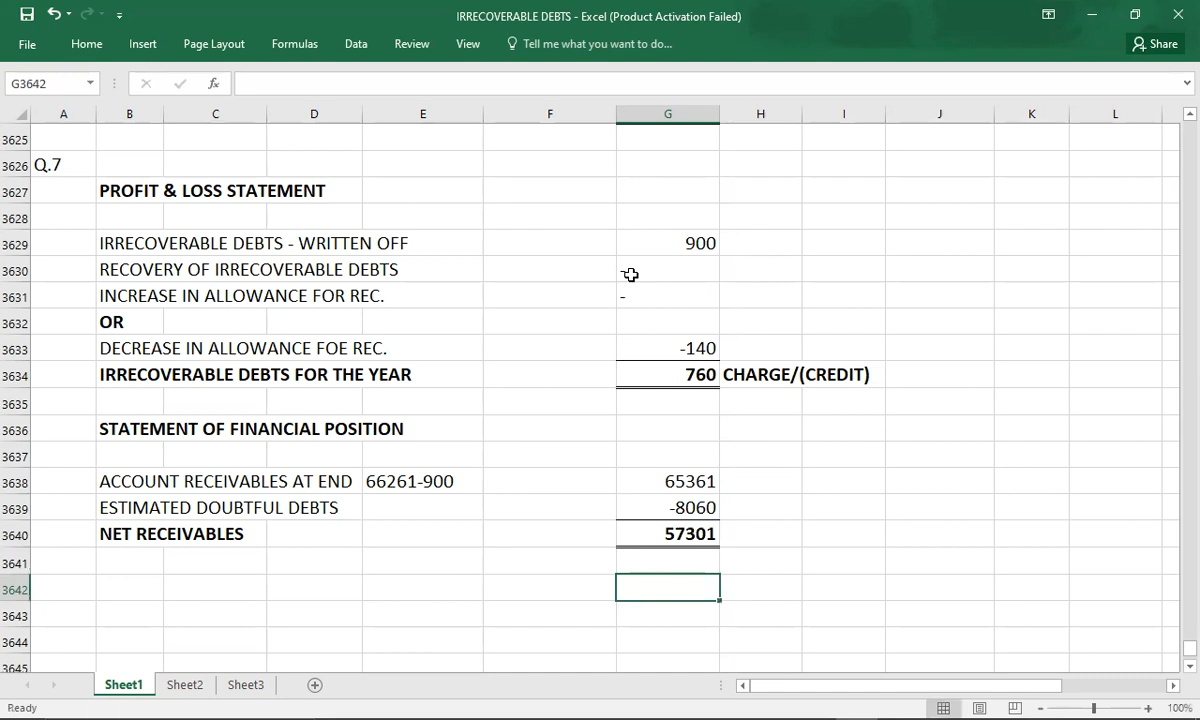 IRRECOVERABLE DEBTS - Excel (Product Activation Failed)
File Home Insert Page Layout Formulas Data Review View Tell me what you want to do... Share
G3642 fx
A B C D E F G H I J K L
3625
3626 Q.7
3627 PROFIT & LOSS STATEMENT
3628
3629 IRRECOVERABLE DEBTS - WRITTEN OFF 900
3630 RECOVERY OF IRRECOVERABLE DEBTS
3631 INCREASE IN ALLOWANCE FOR REC. -
3632 OR
3633 DECREASE IN ALLOWANCE FOE REC. -140
3634 IRRECOVERABLE DEBTS FOR THE YEAR 760 CHARGE/(CREDIT)
3635
3636 STATEMENT OF FINANCIAL POSITION
3637
3638 ACCOUNT RECEIVABLES AT END 66261-900 65361
3639 ESTIMATED DOUBTFUL DEBTS -8060
3640 NET RECEIVABLES 57301
3641
3642
3643
3644
3645
Sheet1 Sheet2 Sheet3
Ready 100%